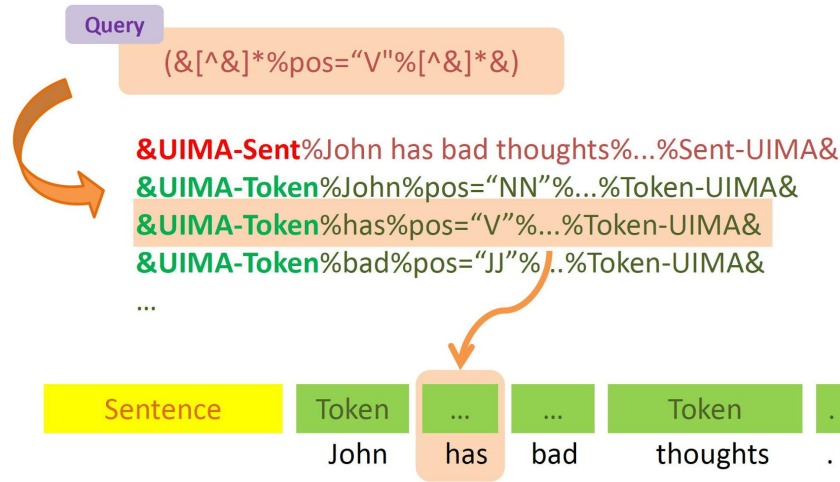 Query
(&[^&]*%pos=“V"%[^&]*&)
&UIMA-Sent%John has bad thoughts%...%Sent-UIMA&
&UIMA-Token%John%pos=“NN”%...%Token-UIMA&
&UIMA-Token%has%pos=“V”%...%Token-UIMA&
&UIMA-Token%bad%pos=“JJ”%...%Token-UIMA&
...
Sentence Token ... ... Token .
John has bad thoughts .